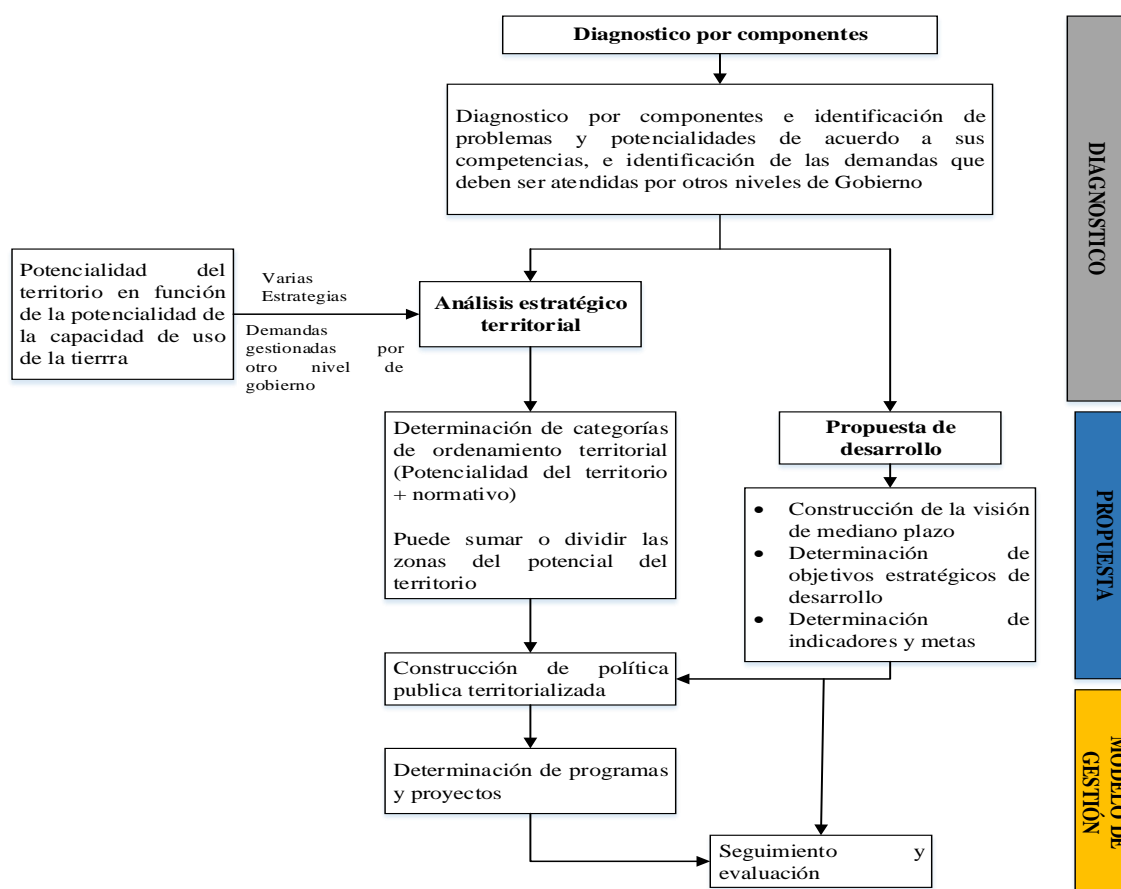 Diagnostico por componentes
Diagnostico por componentes e identificación de
problemas y potencialidades de acuerdo a sus
competencias, e identificación de las demandas que
deben ser atendidas por otros niveles de Gobierno
DIAGNOSTICO
Potencialidad del
territorio en función
de la potencialidad de
la capacidad de uso
de la tierrra
Varias
Estrategias
Demandas
gestionadas por
otro nivel de
gobierno
Análisis estratégico
territorial
Determinación de categorías
de ordenamiento territorial
(Potencialidad del territorio
+ normativo)
Puede sumar o dividir las
zonas del potencial del
territorio
Propuesta de
desarrollo
• Construcción de la visión
de mediano plazo
• Determinación de
objetivos estratégicos de
desarrollo
• Determinación de
indicadores y metas
PROPUESTA
Construcción de política
publica territorializada
Determinación de programas
y proyectos
Seguimiento y
evaluación
MODELO DE
GESTIÓN